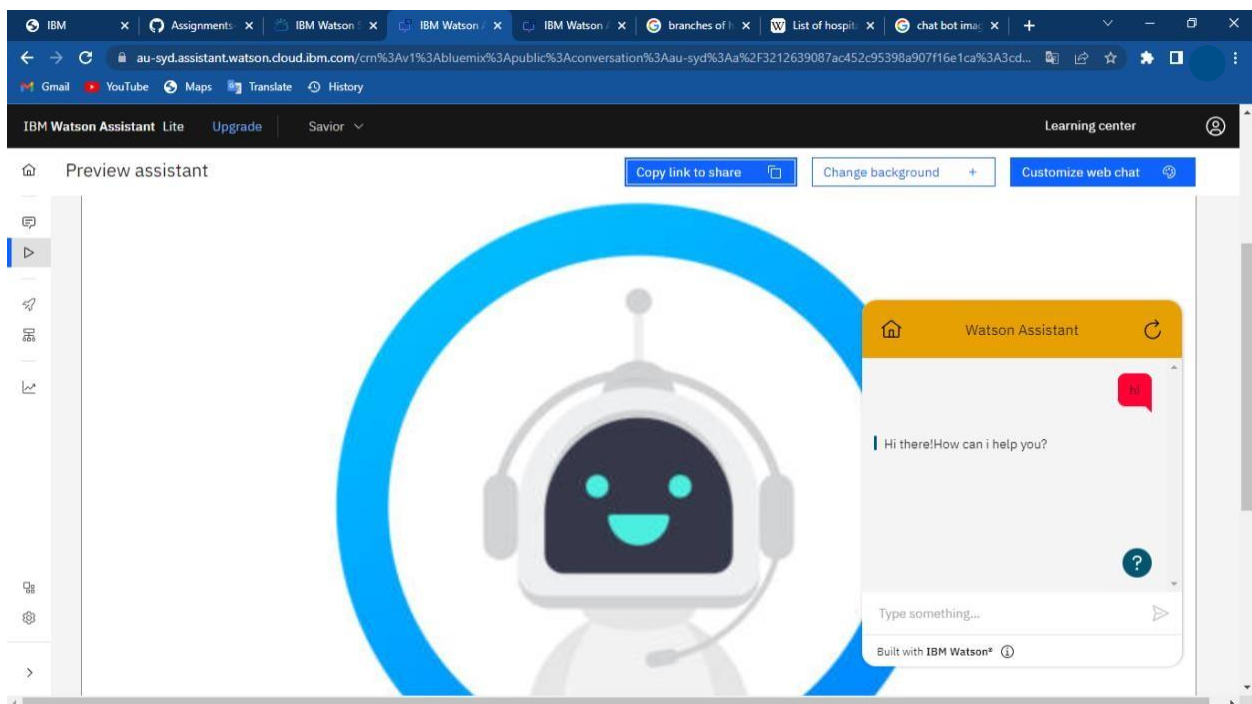 IBM
Assignments-
IBM Watson S
IBM Watson A
IBM Watson A
branches of h
List of hospita
chat bot imag
au-syd.assistant.watson.cloud.ibm.com/crn%3Av1%3Abluemix%3Apublic%3Aconversation%3Aau-syd%3Aa%2F3212639087ac452c95398a907f16e1ca%3A3cd...
Gmail YouTube Maps Translate History
IBM Watson Assistant Lite Upgrade Savior Learning center
Preview assistant Copy link to share Change background + Customize web chat
Watson Assistant
hi
Hi there!How can i help you?
?
Type something...
Built with IBM Watson®